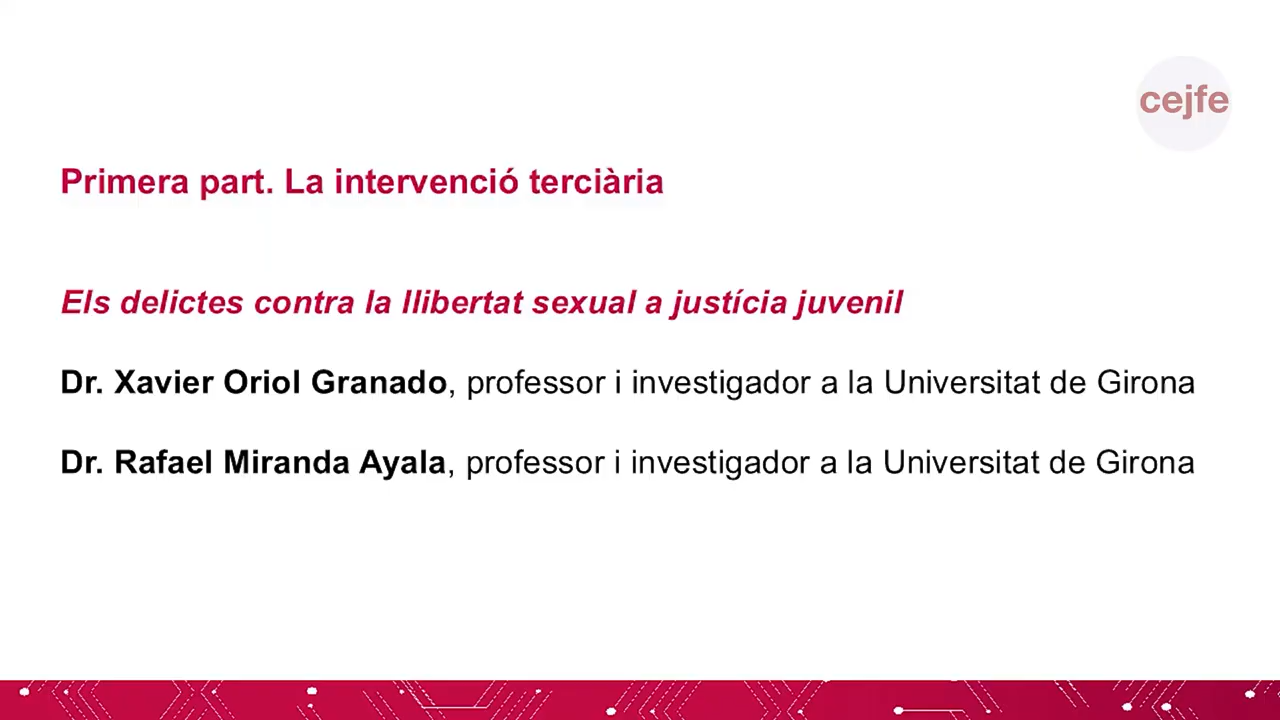 cejfe
Primera part. La intervenció terciària
Els delictes contra la llibertat sexual a justícia juvenil
Dr. Xavier Oriol Granado, professor i investigador a la Universitat de Girona
Dr. Rafael Miranda Ayala, professor i investigador a la Universitat de Girona